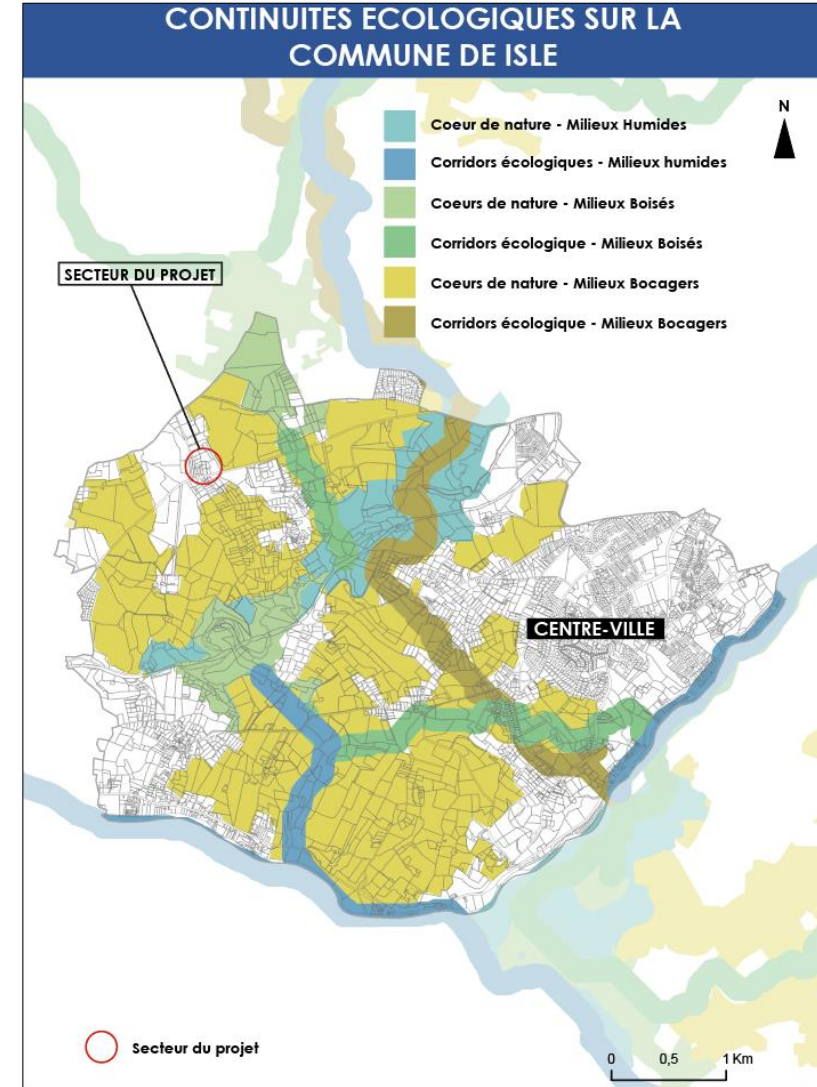 CONTINUITES ECOLOGIQUES SUR LA
COMMUNE DE ISLE
N
Coeur de nature - Milieux Humides
Corridors écologiques - Milieux humides
Coeurs de nature - Milieux Boisés
Corridors écologique - Milieux Boisés
Coeurs de nature - Milieux Bocagers
Corridors écologique - Milieux Bocagers
SECTEUR DU PROJET
CENTRE-VILLE
Secteur du projet
0 0,5 1 Km